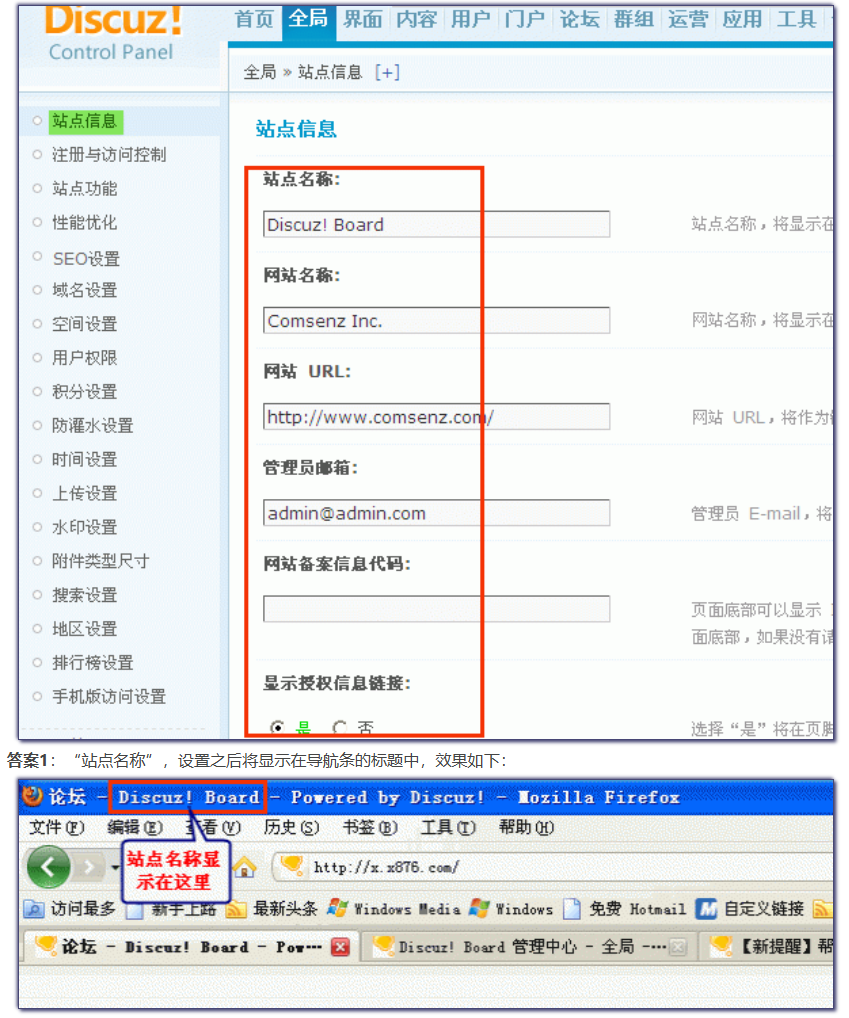 Discuz!
Control Panel
首页 全局 界面 内容 用户 门户 论坛 群组 运营 应用 工具
全局 » 站点信息 [+]
站点信息
注册与访问控制
站点功能
性能优化
SEO设置
域名设置
空间设置
用户权限
积分设置
防灌水设置
时间设置
上传设置
水印设置
附件类型尺寸
搜索设置
地区设置
排行榜设置
手机版访问设置
站点信息
站点名称:
Discuz! Board
站点名称，将显示在
网站名称:
Comsenz Inc.
网站名称，将显示在
网站 URL:
http://www.comsenz.com/
网站 URL，将作为
管理员邮箱:
admin@admin.com
管理员 E-mail，将
网站备案信息代码:
页面底部可以显示
面底部，如果没有请
显示授权信息链接:
是 否
选择“是”将在页脚
答案1：“站点名称”，设置之后将显示在导航条的标题中，效果如下：
论坛 - Discuz! Board - Powered by Discuz! - Mozilla Firefox
文件(F) 编辑(E) 查看(V) 历史(S) 书签(B) 工具(T) 帮助(H)
站点名称显
示在这里
http://x.x876.com/
访问最多 新手上路 最新头条 Windows Media Windows 免费 Hotmail 自定义链接
论坛 - Discuz! Board - Pow… Discuz! Board 管理中心 - 全局 -… 【新提醒】帮